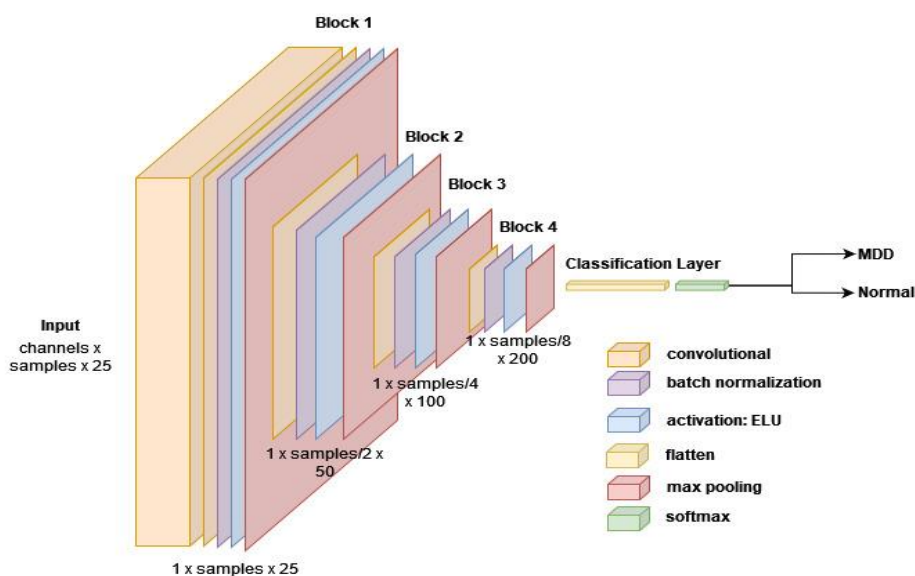 Block 1
Block 2
Block 3
Block 4
Classification Layer
MDD
Normal
Input
channels x
samples x 25
1 x samples/8
x 200
1 x samples/4
x 100
1 x samples/2 x
50
1 x samples x 25
convolutional
batch normalization
activation: ELU
flatten
max pooling
softmax